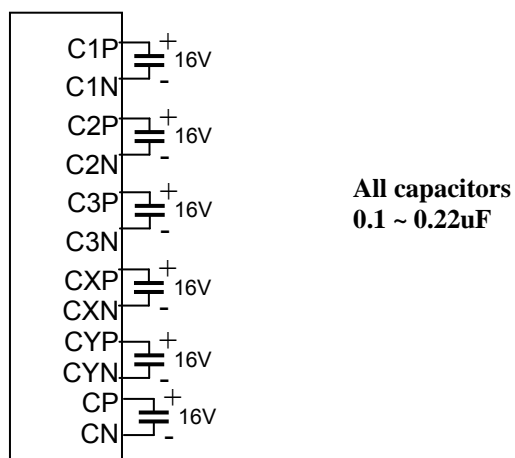 C1P + 16V
C1N -
C2P + 16V
C2N -
C3P + 16V
C3N -
CXP + 16V
CXN -
CYP + 16V
CYN -
CP + 16V
CN -
All capacitors
0.1 ~ 0.22uF